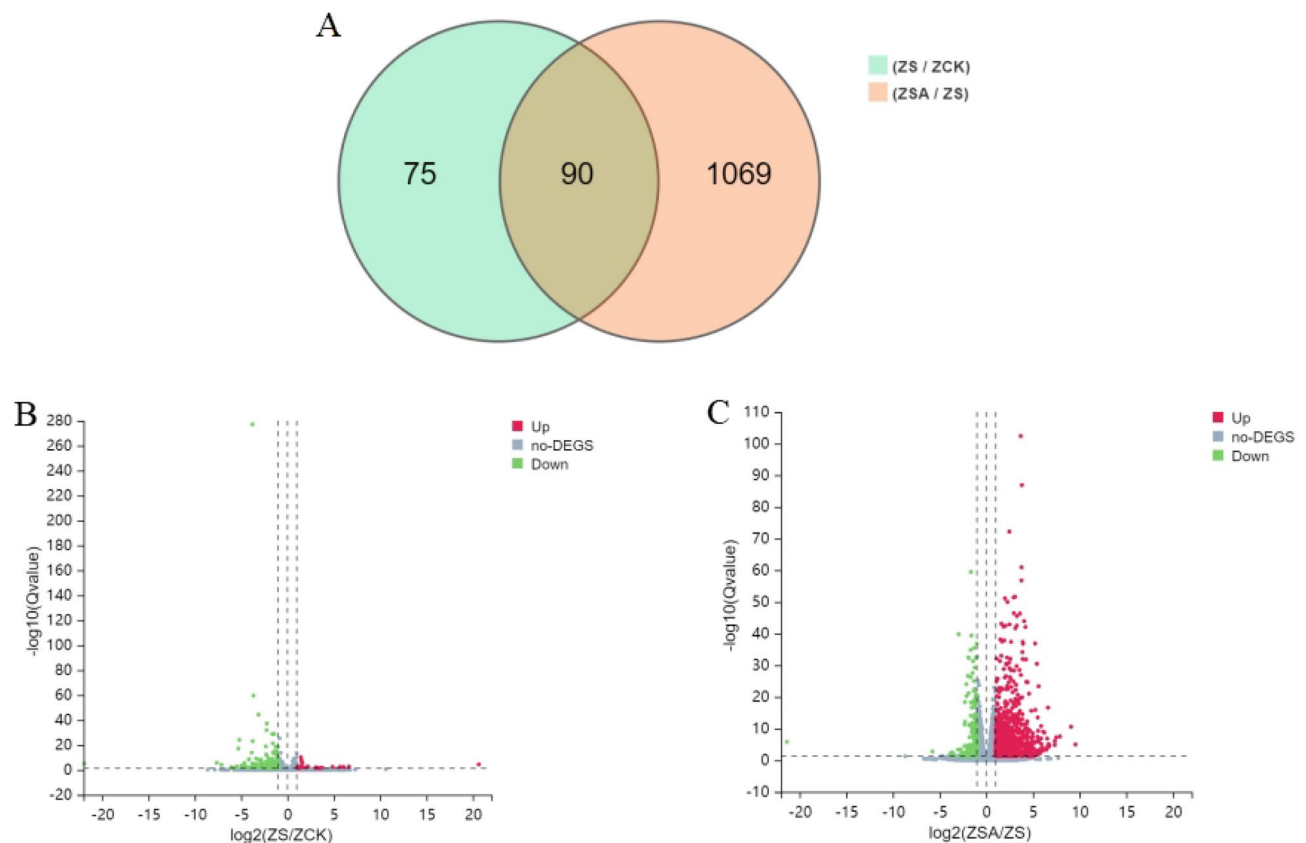 A
(ZS / ZCK)
(ZSA / ZS)
75 90 1069
B
280
260
240
220
200
180
160
140
120
100
80
60
40
20
0
-20
-log10(Qvalue)
-20 -15 -10 -5 0 5 10 15 20
log2(ZS/ZCK)
Up
no-DEGS
Down
C
110
100
90
80
70
60
50
40
30
20
10
0
-10
-log10(Qvalue)
-20 -15 -10 -5 0 5 10 15 20
log2(ZSA/ZS)
Up
no-DEGS
Down